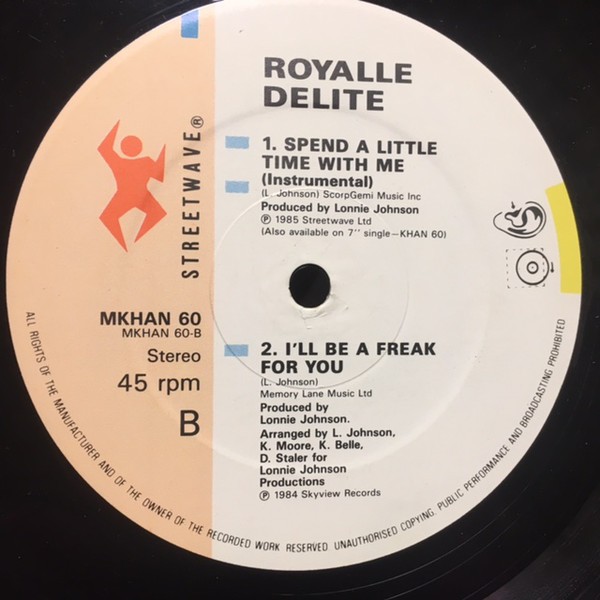 ROYALLE
DELITE
1. SPEND A LITTLE
TIME WITH ME
(Instrumental)
(L. Johnson) ScorpGemi Music Inc
Produced by Lonnie Johnson
℗ 1985 Streetwave Ltd
(Also available on 7" single—KHAN 60)
STREETWAVE®
MKHAN 60
MKHAN 60-B
Stereo
45 rpm
B
2. I'LL BE A FREAK
FOR YOU
(L. Johnson)
Memory Lane Music Ltd
Produced by
Lonnie Johnson.
Arranged by L. Johnson,
K. Moore, K. Belle,
D. Staler for
Lonnie Johnson
Productions
℗ 1984 Skyview Records
ALL RIGHTS OF THE MANUFACTURER AND OF THE OWNER OF THE RECORDED WORK RESERVED UNAUTHORISED COPYING, PUBLIC PERFORMANCE AND BROADCASTING PROHIBITED